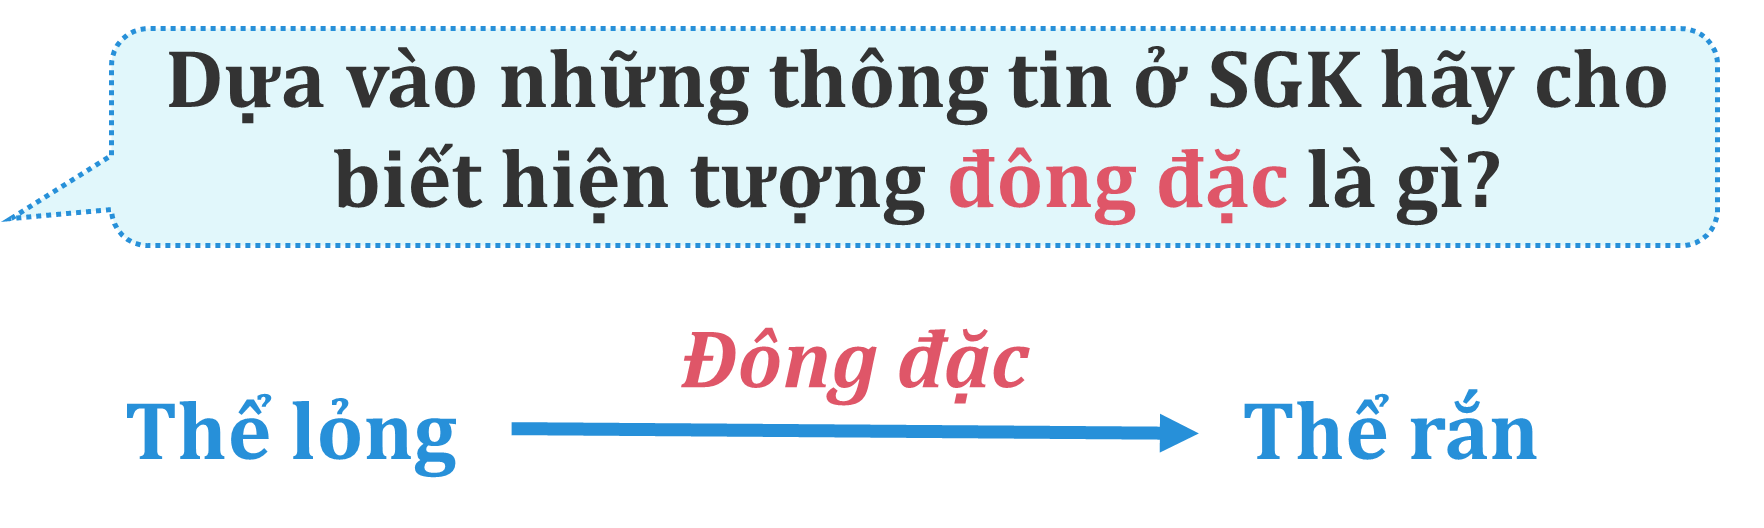 Dựa vào những thông tin ở SGK hãy cho
biết hiện tượng đông đặc là gì?
Đông đặc
Thể lỏng
Thể rắn